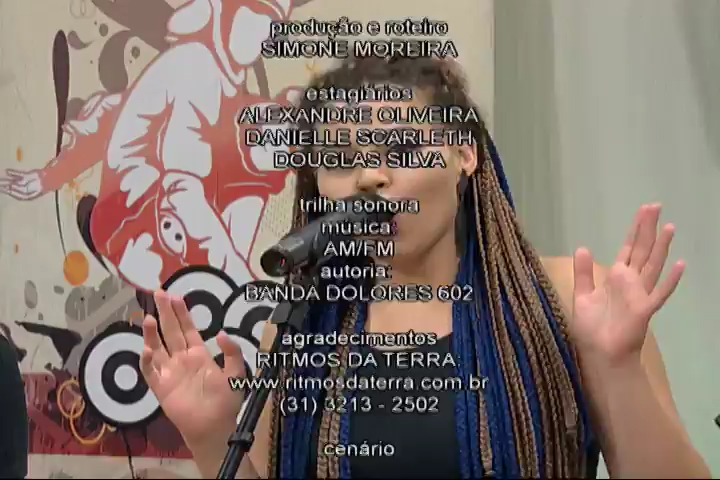 produção e roteiro
SIMONE MOREIRA
estagiários
ALEXANDRE OLIVEIRA
DANIELLE SCARLETH
DOUGLAS SILVA
trilha sonora
música:
AM/FM
autoria:
BANDA DOLORES 602
agradecimentos
RITMOS DA TERRA:
www.ritmosdaterra.com.br
(31) 3213 - 2502
cenário